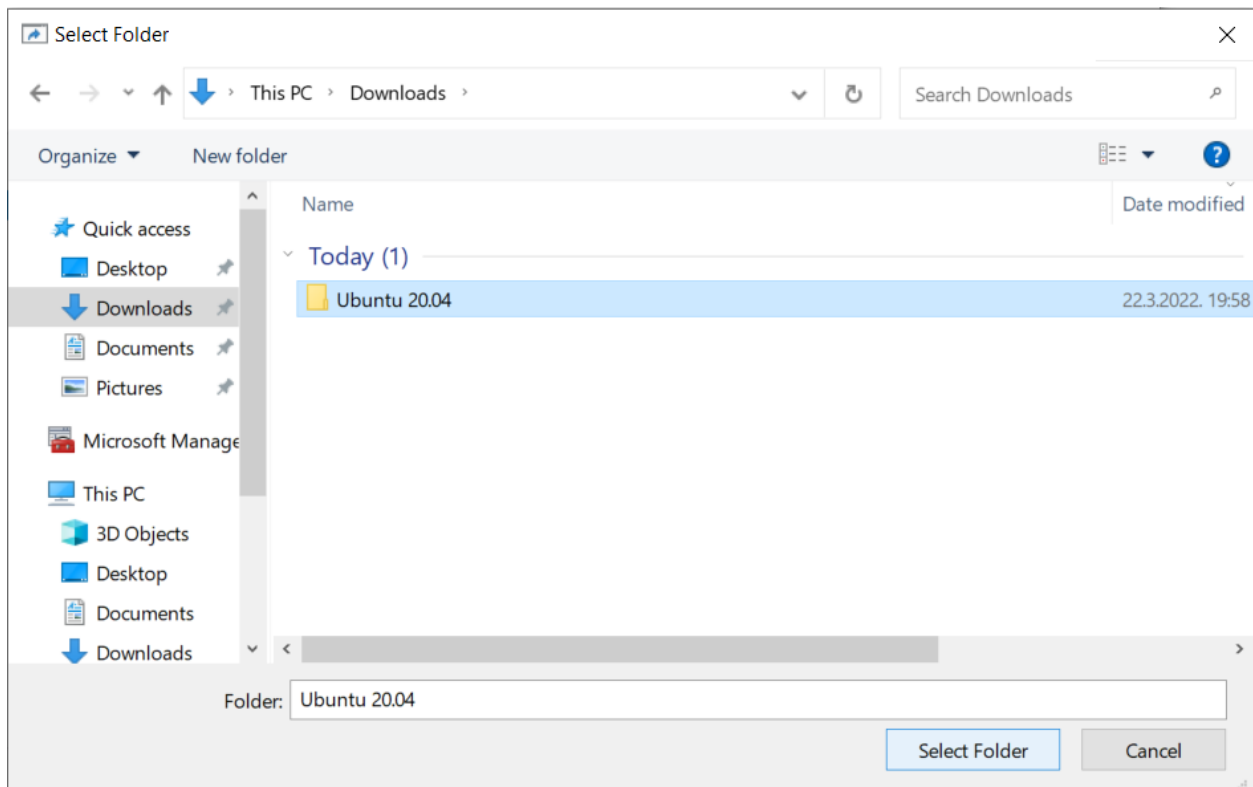 Select Folder
This PC Downloads
Search Downloads
Organize New folder
?
Name Date modified
Quick access
Today (1)
Desktop
Ubuntu 20.04 22.3.2022. 19:58
Downloads
Documents
Pictures
Microsoft Manage
This PC
3D Objects
Desktop
Documents
Downloads
Folder: Ubuntu 20.04
Select Folder Cancel